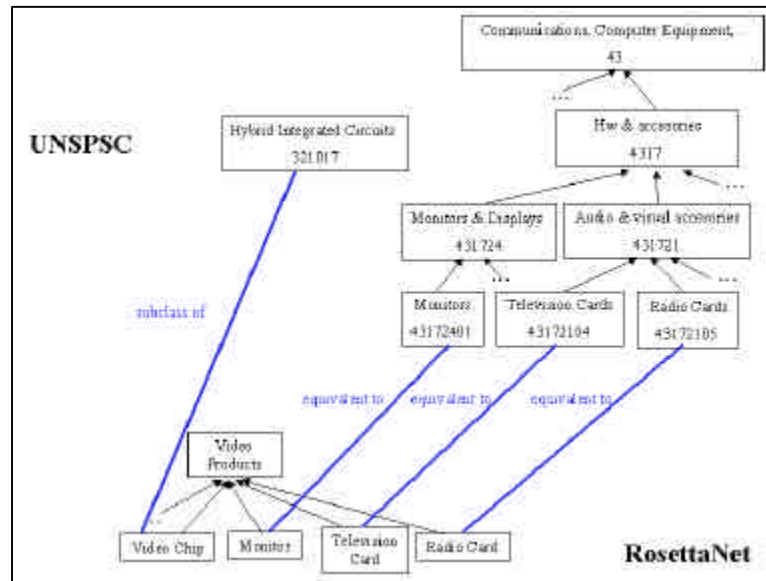 Communications, Computer Equipment,...
43
...
Hybrid Integrated Circuits
321017
Hw & accesories
4317
UNSPSC
...
Monitors & Displays
431724
Audio & visual accesories
431721
...
...
Monitors
43172401
Television Cards
43172104
Radio Cards
43172105
subclass of
equivalent to
equivalent to
equivalent to
Video
Products
...
Video Chip
Monitor
Television
Card
Radio Card
RosettaNet